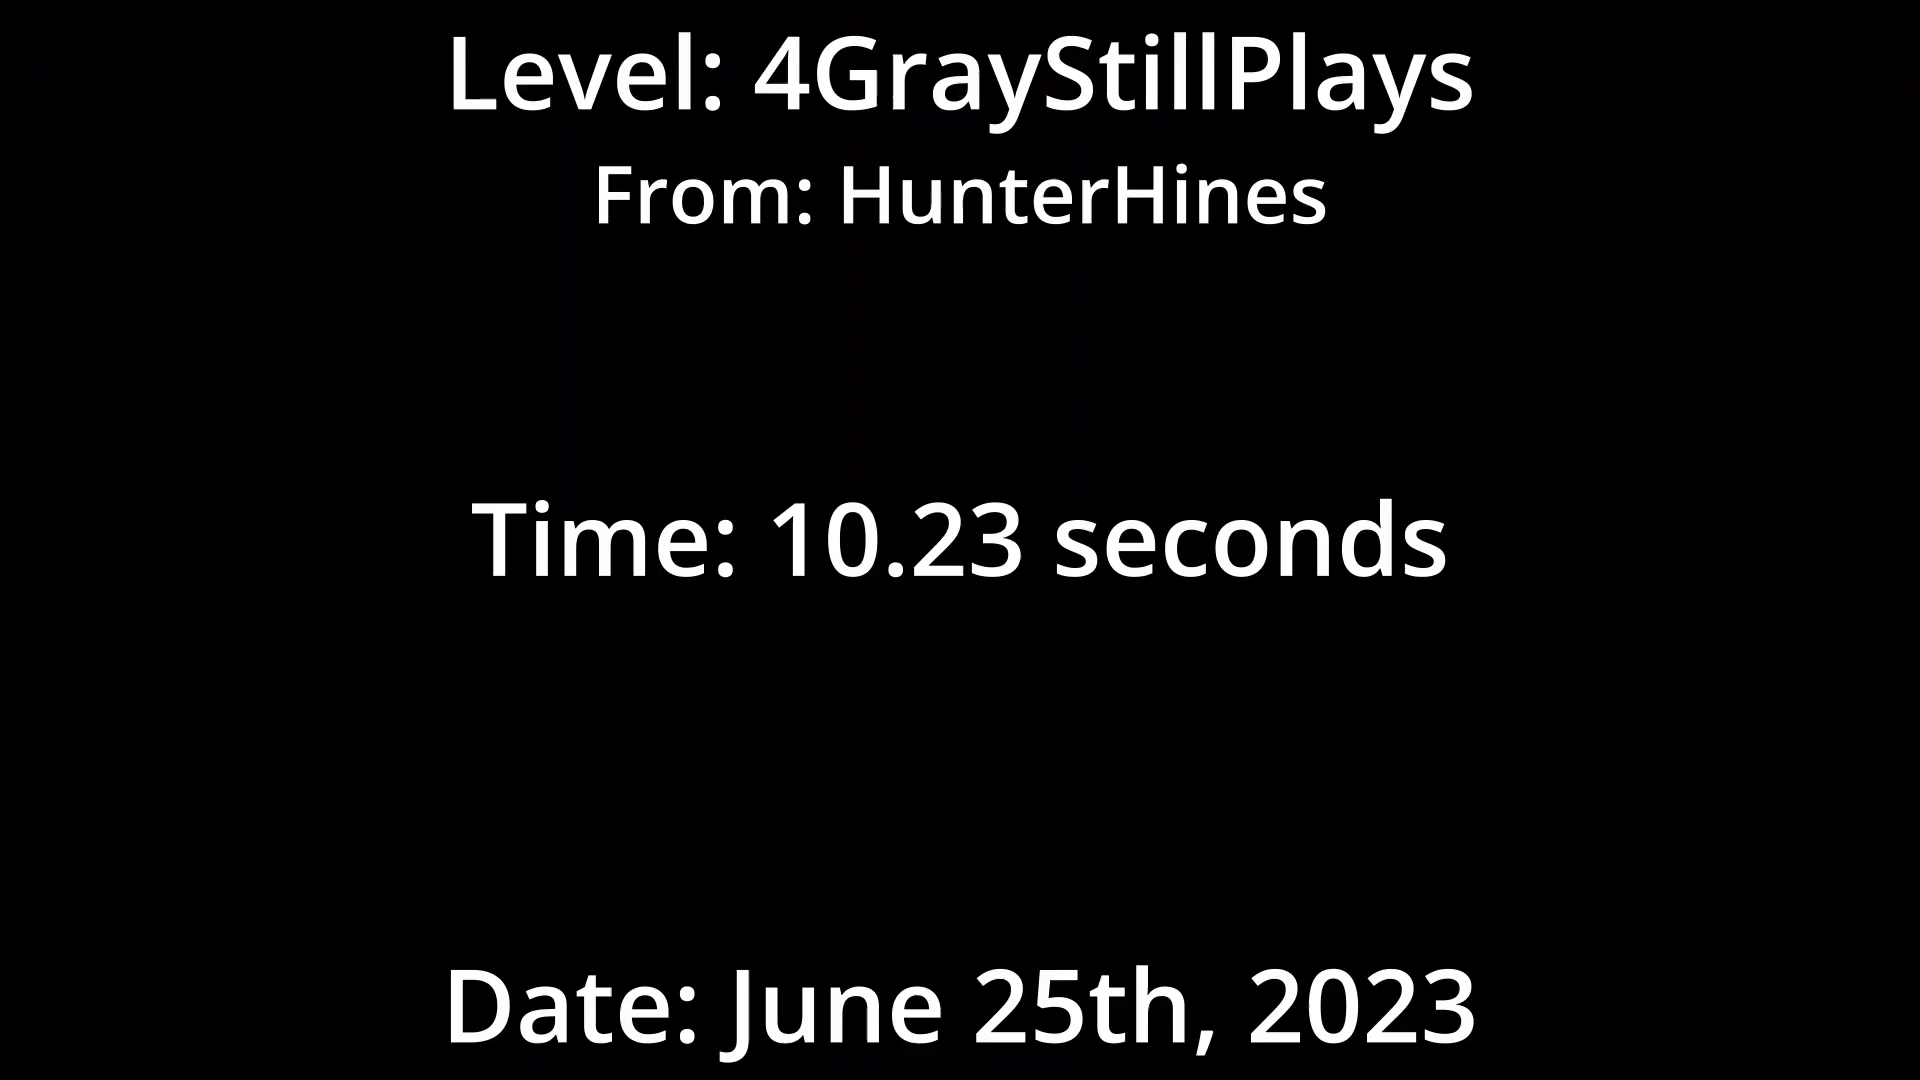 Level: 4GrayStillPlays
From: HunterHines
Time: 10.23 seconds
Date: June 25th, 2023